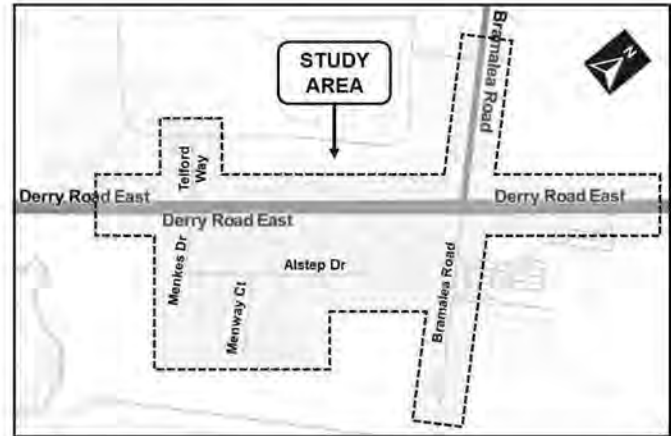 Bramalea Road
N
STUDY
AREA
Telford
Way
Derry Road East
Derry Road East
Derry Road East
Menkes Dr
Alstep Dr
Menway Ct
Bramalea Road